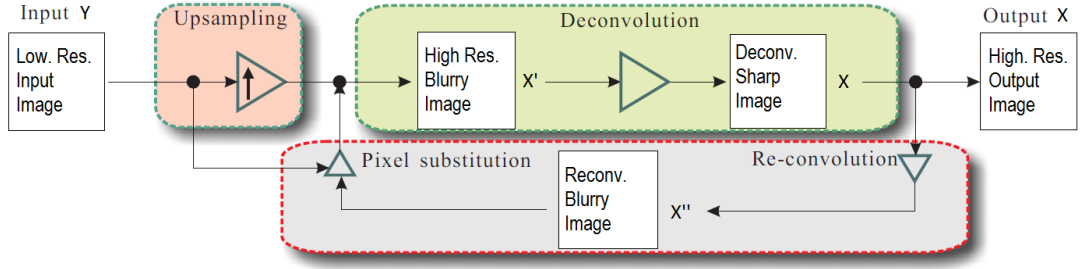 Input Y
Upsampling
Deconvolution
Output X
Low. Res.
Input
Image
High Res.
Blurry
Image
X'
Deconv.
Sharp
Image
X
High. Res.
Output
Image
Pixel substitution
Re-convolution
Reconv.
Blurry
Image
X''